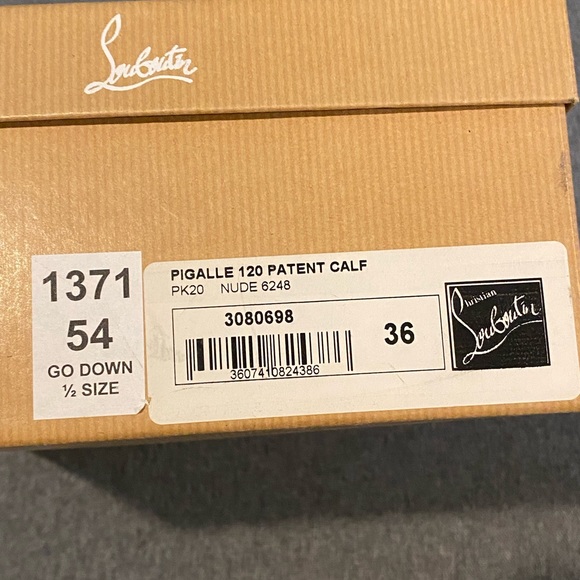 Louboutin
1371
54
GO DOWN
½ SIZE
PIGALLE 120 PATENT CALF
PK20 NUDE 6248
3080698
36
3607410824386
Christian
Louboutin